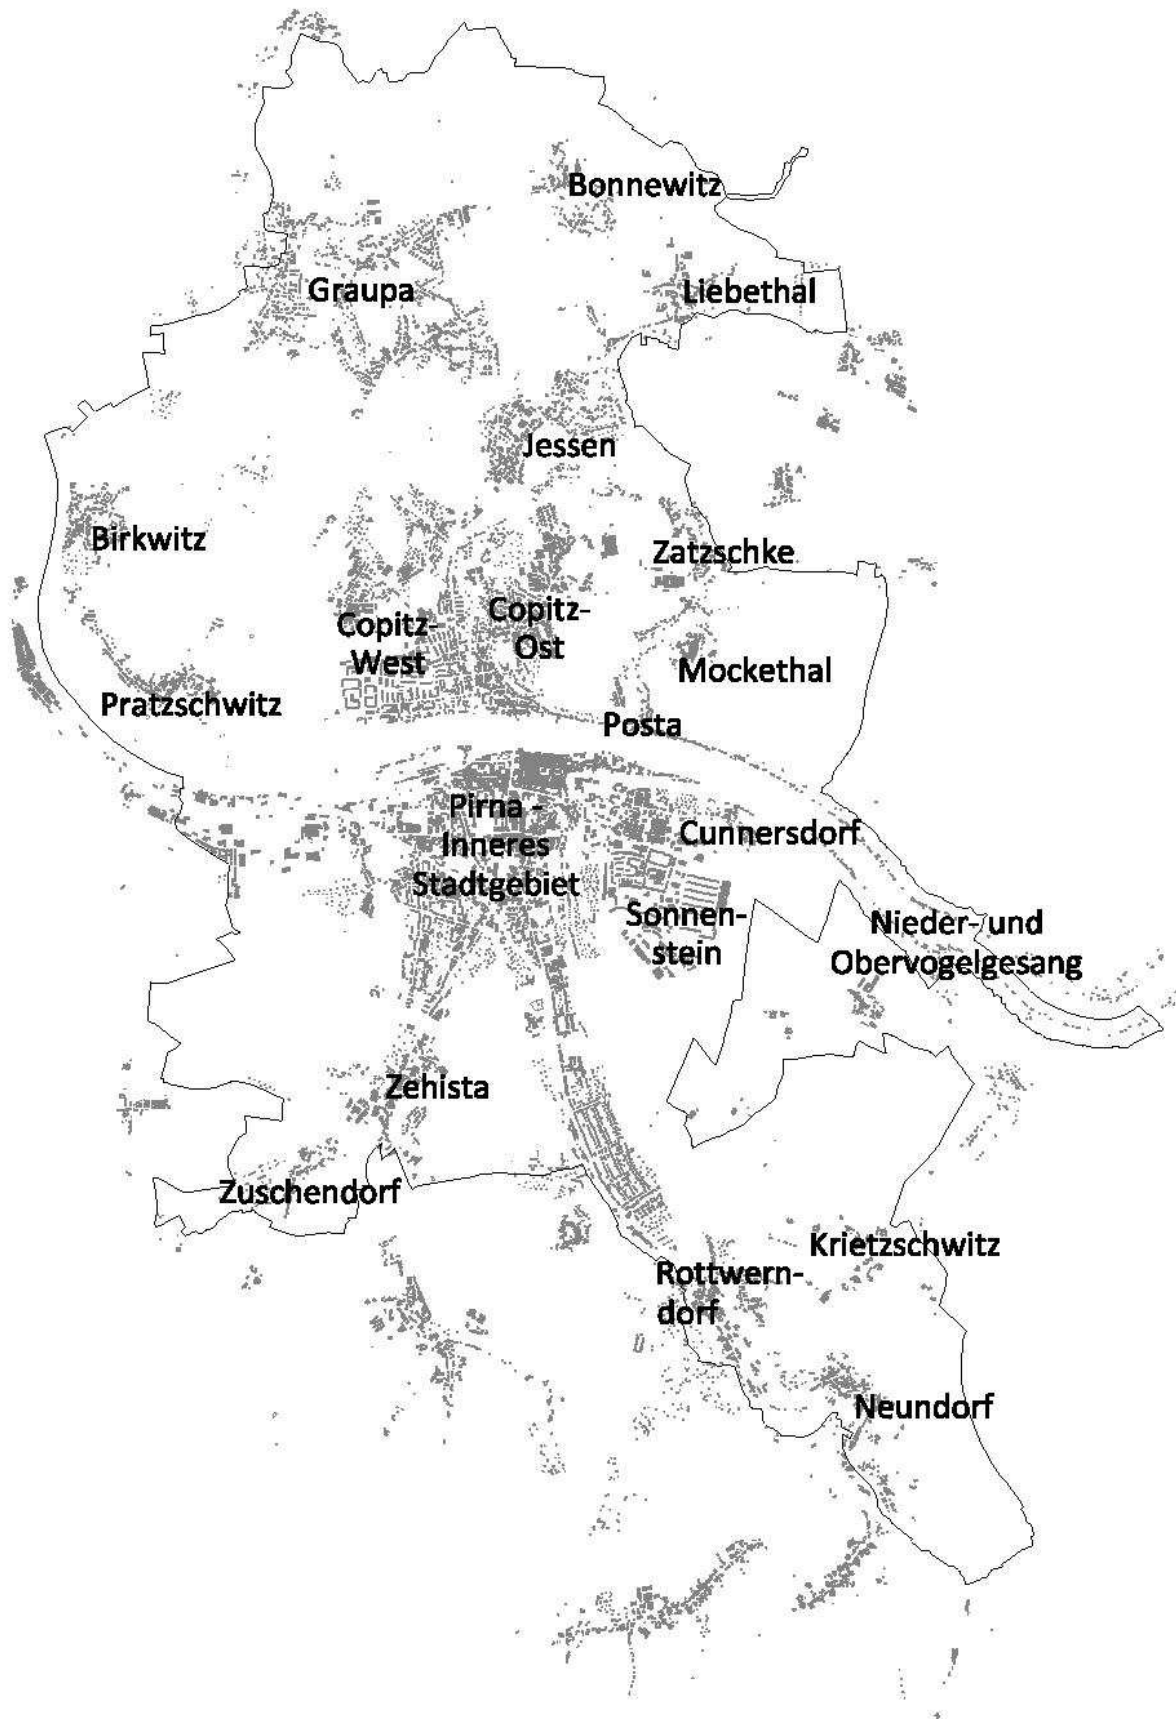 Bonnewitz
Graupa
Liebethal
Jessen
Birkwitz
Zatzschke
Copitz-
West
Copitz-
Ost
Mockethal
Pratzschwitz
Posta
Pirna -
Inneres
Stadtgebiet
Cunnersdorf
Sonnen-
stein
Nieder- und
Obervogelgesang
Zehista
Zuschendorf
Krietzschwitz
Rottwern-
dorf
Neundorf